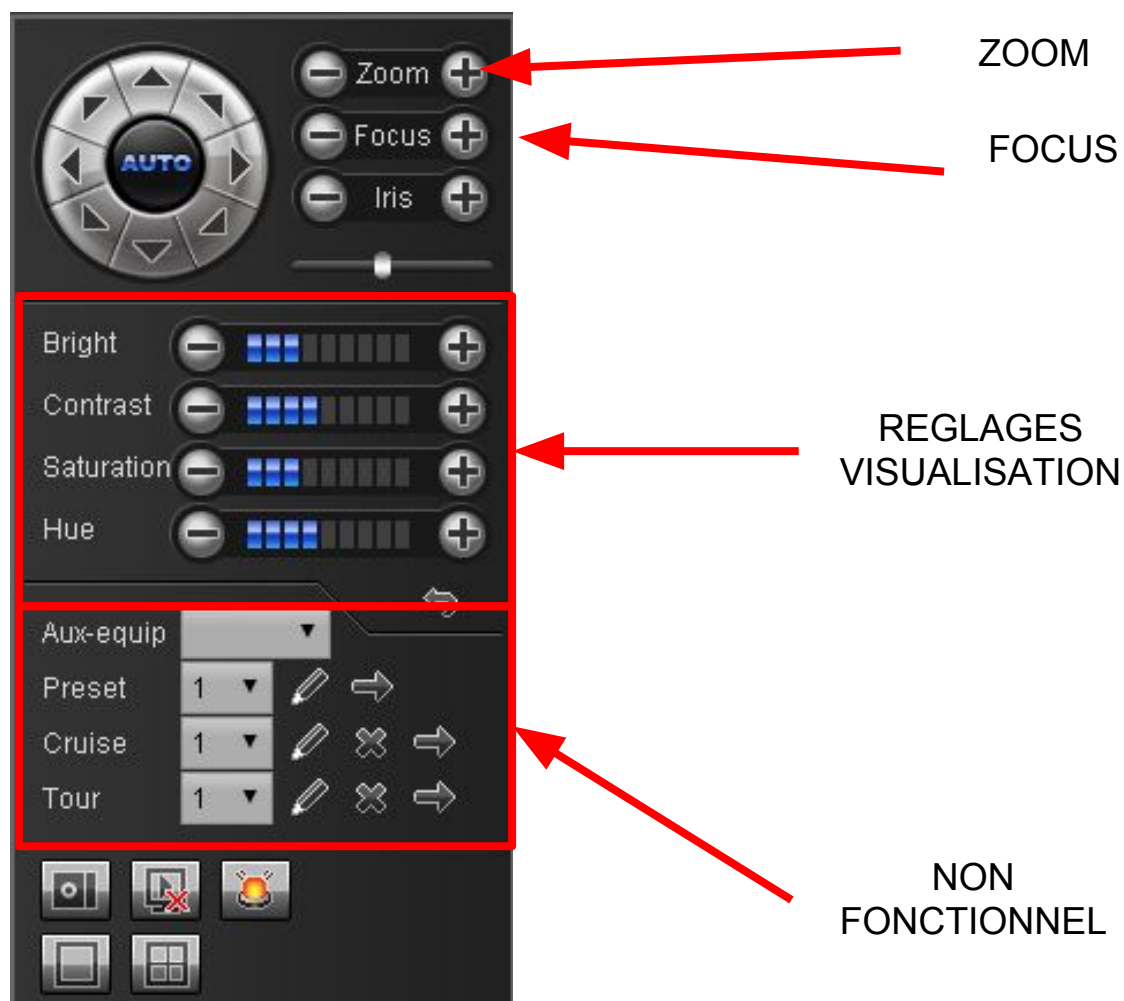 Zoom
ZOOM
Focus
FOCUS
AUTO
Iris
Bright
Contrast
Saturation
Hue
REGLAGES
VISUALISATION
Aux-equip
Preset 1
Cruise 1
Tour 1
NON
FONCTIONNEL